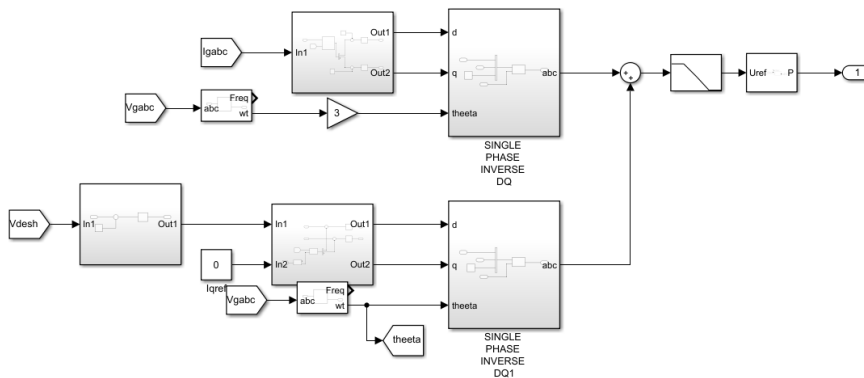 Igabc
In1
Out1
Out2
d
q
theeta
abc
SINGLE
PHASE
INVERSE
DQ
Vgabc
abc
Freq
wt
3
+
+
Uref
P
1
Vdesh
In1
Out1
0
Iqref
In1
In2
Out1
Out2
Vgabc
abc
Freq
wt
theeta
d
q
theeta
abc
SINGLE
PHASE
INVERSE
DQ1